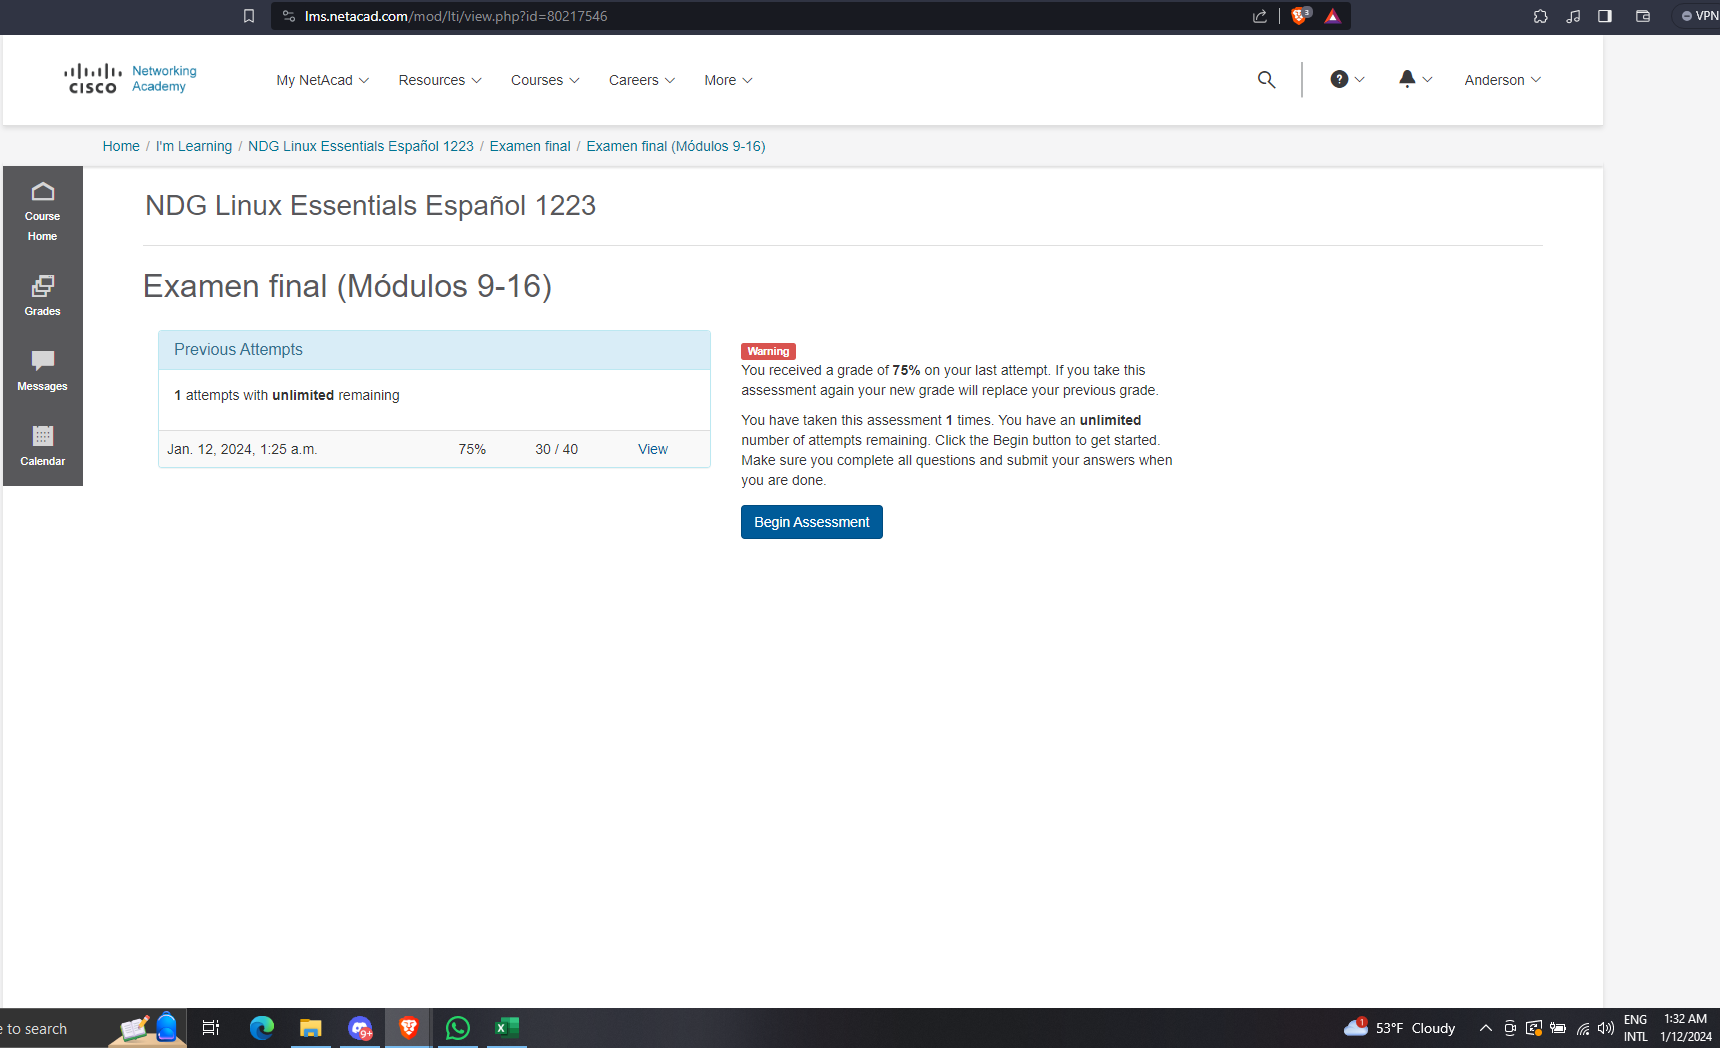 lms.netacad.com/mod/lti/view.php?id=80217546
3
VPN
CISCO
Networking
Academy
My NetAcad
Resources
Courses
Careers
More
Anderson
Home / I'm Learning / NDG Linux Essentials Español 1223 / Examen final / Examen final (Módulos 9-16)
Course
Home
Grades
Messages
Calendar
NDG Linux Essentials Español 1223
Examen final (Módulos 9-16)
Previous Attempts
1 attempts with unlimited remaining
Jan. 12, 2024, 1:25 a.m. 75% 30 / 40 View
Warning
You received a grade of 75% on your last attempt. If you take this
assessment again your new grade will replace your previous grade.
You have taken this assessment 1 times. You have an unlimited
number of attempts remaining. Click the Begin button to get started.
Make sure you complete all questions and submit your answers when
you are done.
Begin Assessment
e to search
9+
1
53°F Cloudy
ENG
INTL
1:32 AM
1/12/2024